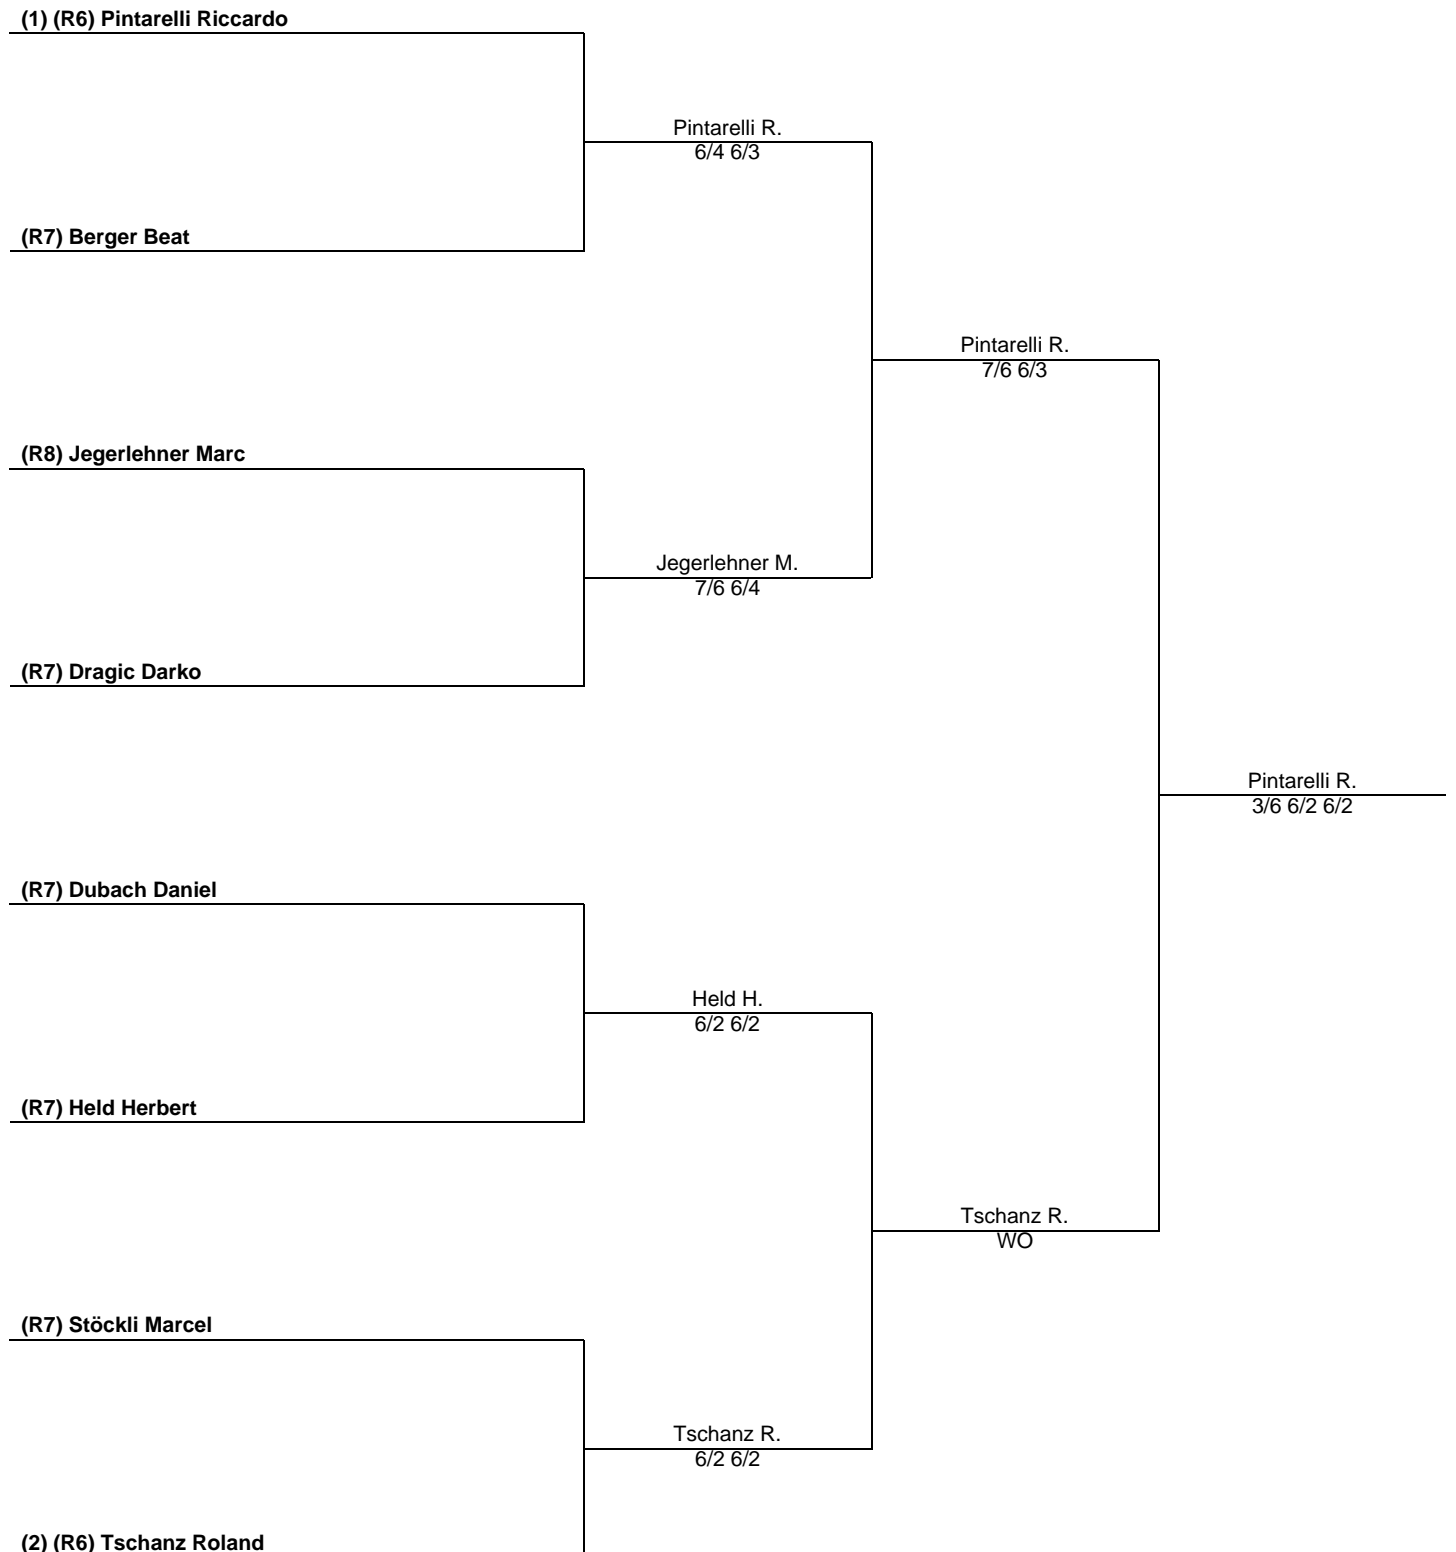 (1) (R6) Pintarelli Riccardo
Pintarelli R.
6/4 6/3
(R7) Berger Beat
Pintarelli R.
7/6 6/3
(R8) Jegerlehner Marc
Jegerlehner M.
7/6 6/4
(R7) Dragic Darko
Pintarelli R.
3/6 6/2 6/2
(R7) Dubach Daniel
Held H.
6/2 6/2
(R7) Held Herbert
Tschanz R.
WO
(R7) Stöckli Marcel
Tschanz R.
6/2 6/2
(2) (R6) Tschanz Roland